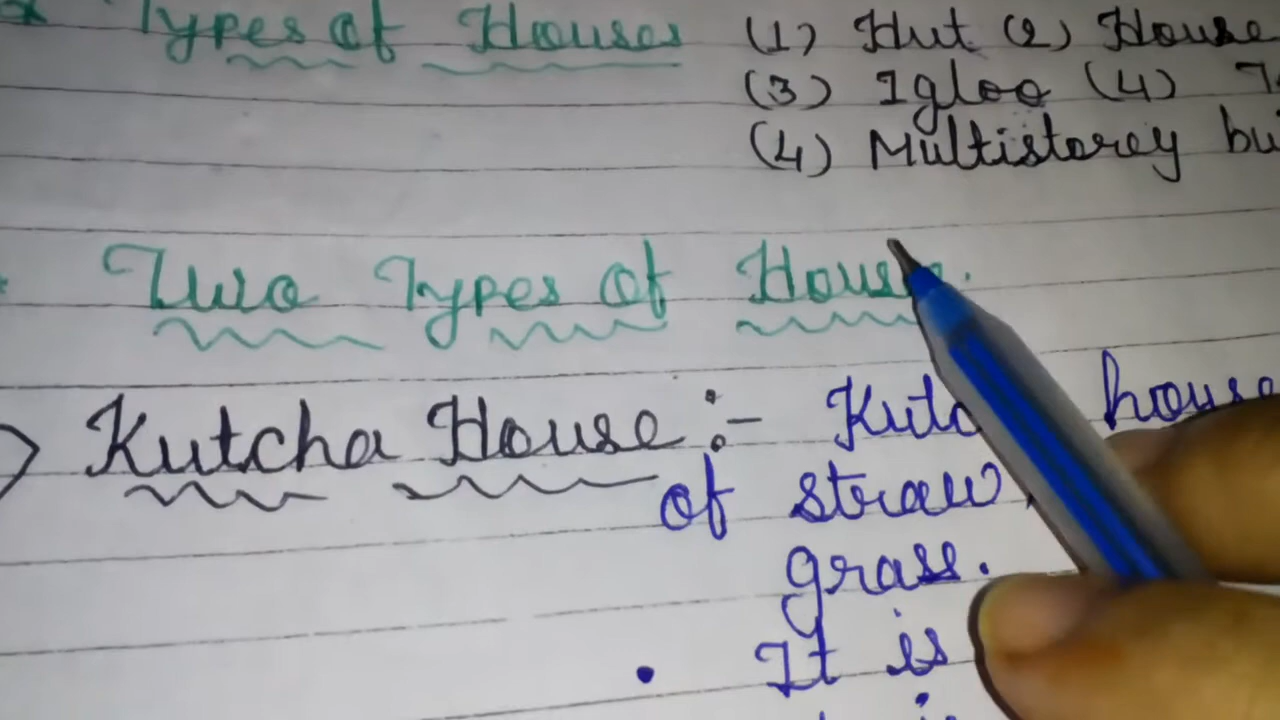 Types of Houses (1) Hut (2) House
(3) Igloo (4)
(4) Multistorey
Two Types of House.
Kutcha House :- house
of straw
grass.
• It is